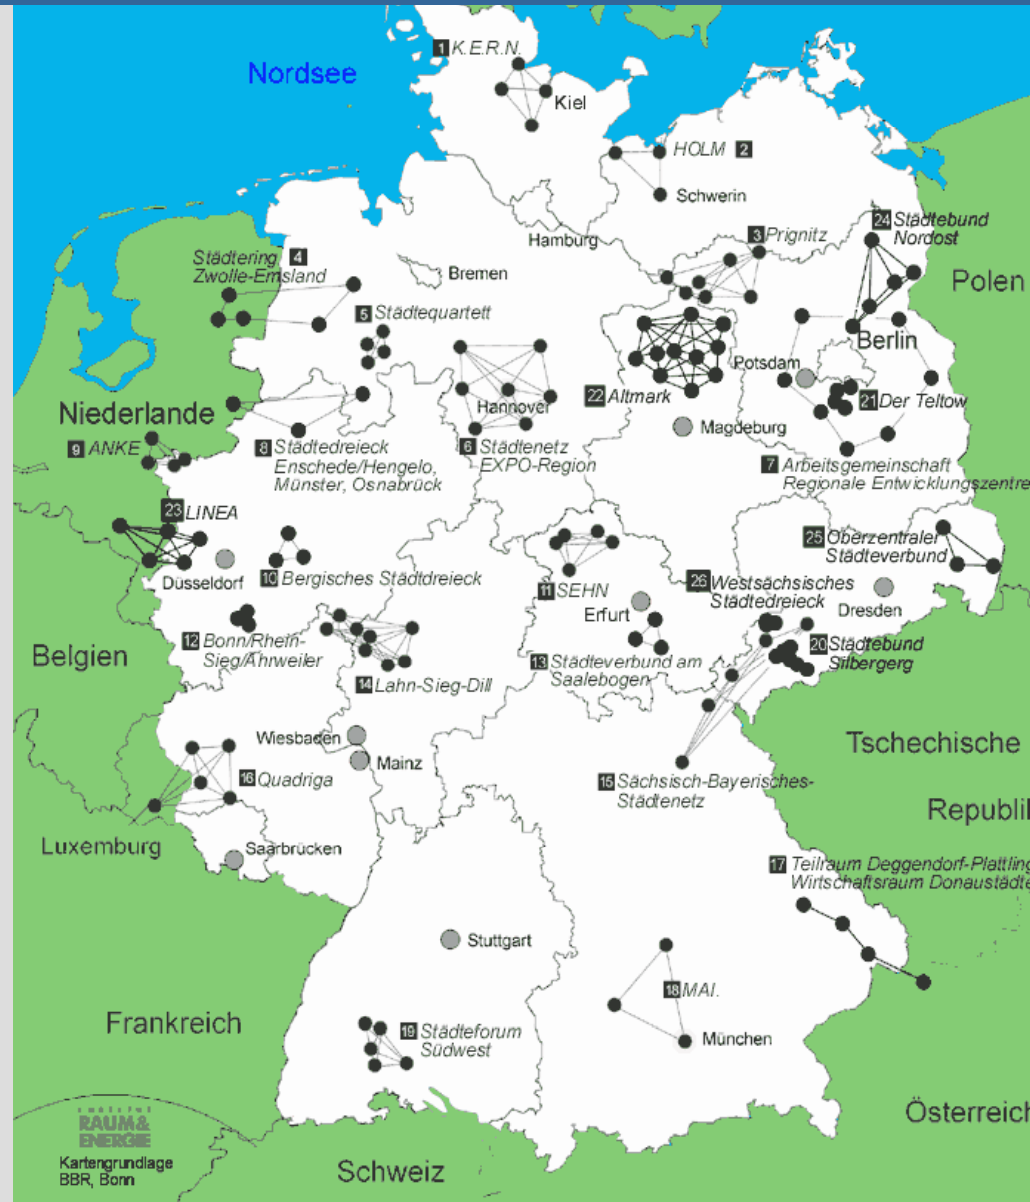 1 K.E.R.N.
Nordsee
Kiel
HOLM 2
Schwerin
24 Städtebund
Nordost
Hamburg
3 Prignitz
Städtering 4
Zwolle-Emsland
Bremen
Polen
5 Städtequartett
Berlin
Potsdam
Niederlande
Hannover
22 Altmark
21 Der Teltow
Magdeburg
9 ANKE
8 Städtedreieck
Enschede/Hengelo,
Münster, Osnabrück
6 Städtenetz
EXPO-Region
7 Arbeitsgemeinschaft
Regionale Entwicklungszentre
23 LINEA
25 Oberzentraler
Städteverbund
Düsseldorf
10 Bergisches Städtdreieck
11 SEHN
26 Westsächsisches
Städtedreieck
Erfurt
Dresden
12 Bonn/Rhein-
Sieg/Ahrweiler
20 Städtebund
Silbergerg
Belgien
13 Städteverbund am
Saalebogen
14 Lahn-Sieg-Dill
Wiesbaden
Mainz
Tschechische
16 Quadriga
15 Sächsisch-Bayerisches-
Städtenetz
Republik
Luxemburg
Saarbrücken
17 Teilraum Deggendorf-Plattling
Wirtschaftsraum Donaustädte
Stuttgart
18 MAI.
Frankreich
19 Städteforum
Südwest
München
INSTITUT
RAUM&
ENERGIE
Österreich
Kartengrundlage
BBR, Bonn
Schweiz